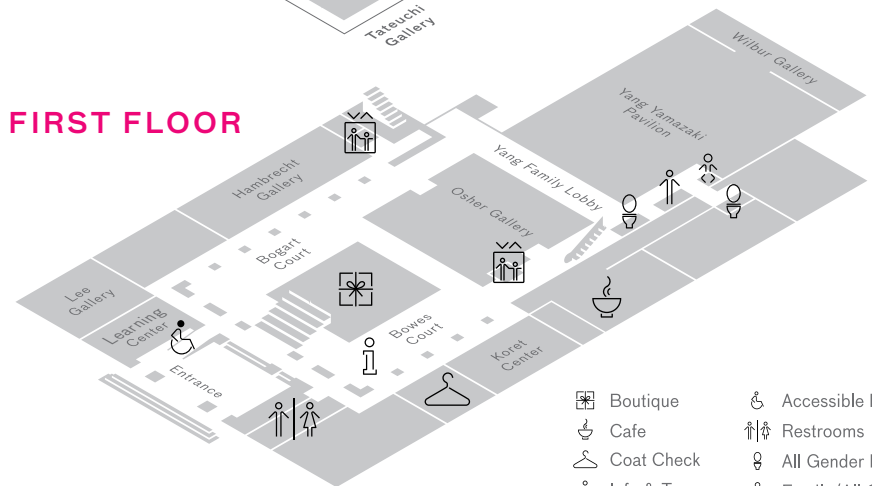 Tateuchi
Gallery
Wilbur Gallery
FIRST FLOOR
Yang Yamazaki
Pavilion
Hambrecht
Gallery
Yang Family Lobby
Osher Gallery
Bogart
Court
Lee
Gallery
Learning
Center
Bowes
Court
Koret
Center
Entrance
Boutique
Accessible
Cafe
Restrooms
Coat Check
All Gender